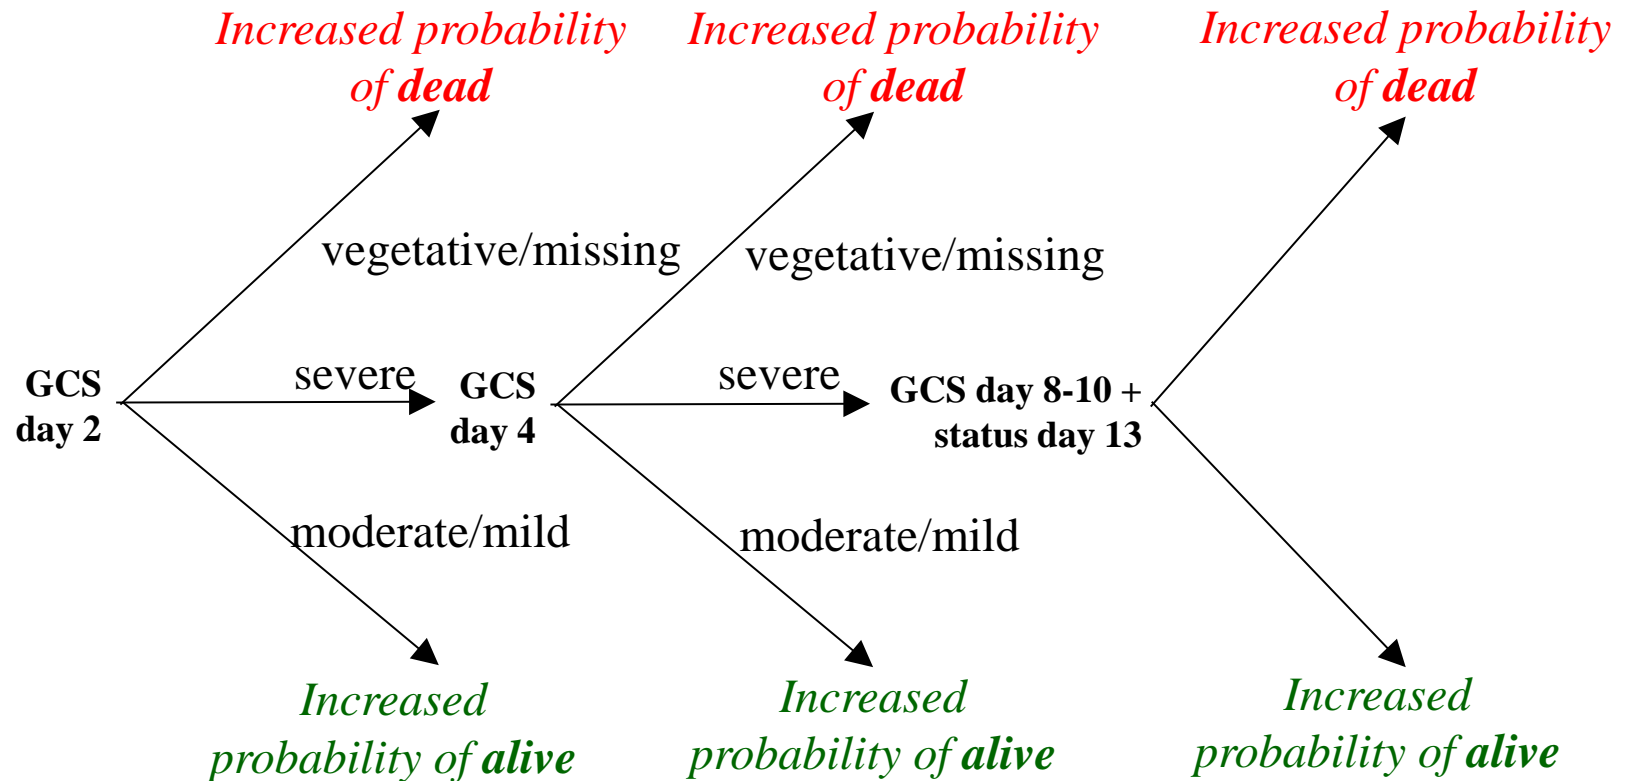 Increased probability
of dead
Increased probability
of dead
Increased probability
of dead
vegetative/missing
vegetative/missing
GCS
day 2
severe
GCS
day 4
severe
GCS day 8-10 +
status day 13
moderate/mild
moderate/mild
Increased
probability of alive
Increased
probability of alive
Increased
probability of alive